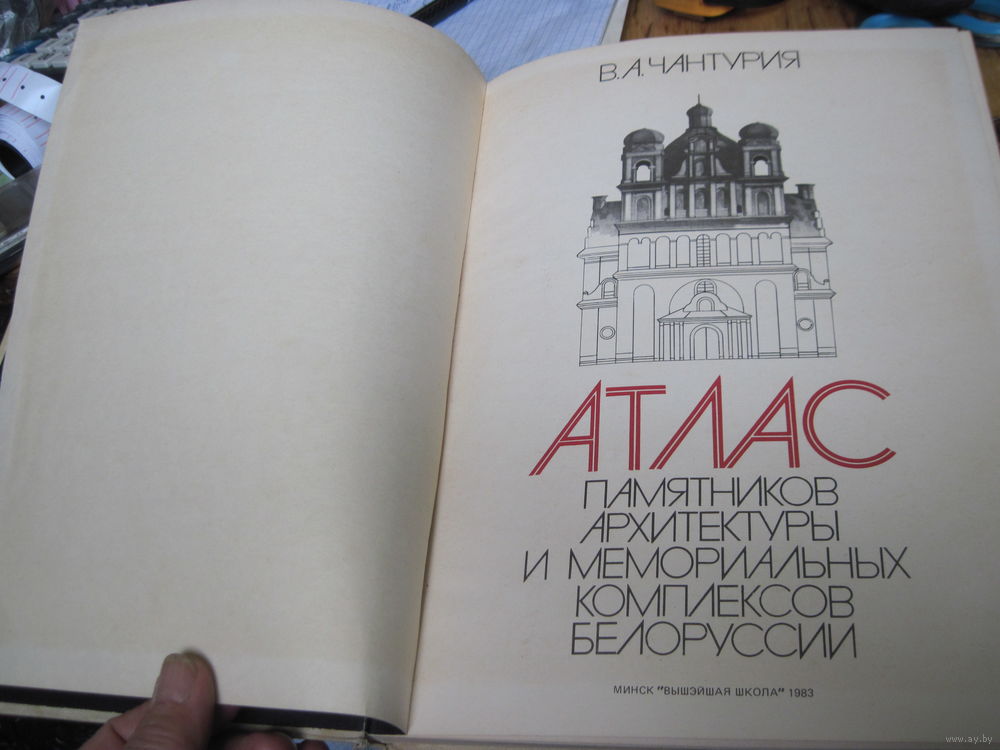 В.А.ЧАНТУРИЯ
АТЛАС
ПАМЯТНИКОВ
АРХИТЕКТУРЫ
И МЕМОРИАЛЬНЫХ
КОМПЛЕКСОВ
БЕЛОРУССИИ
МИНСК "ВЫШЭЙШАЯ ШКОЛА" 1983
www.ay.by